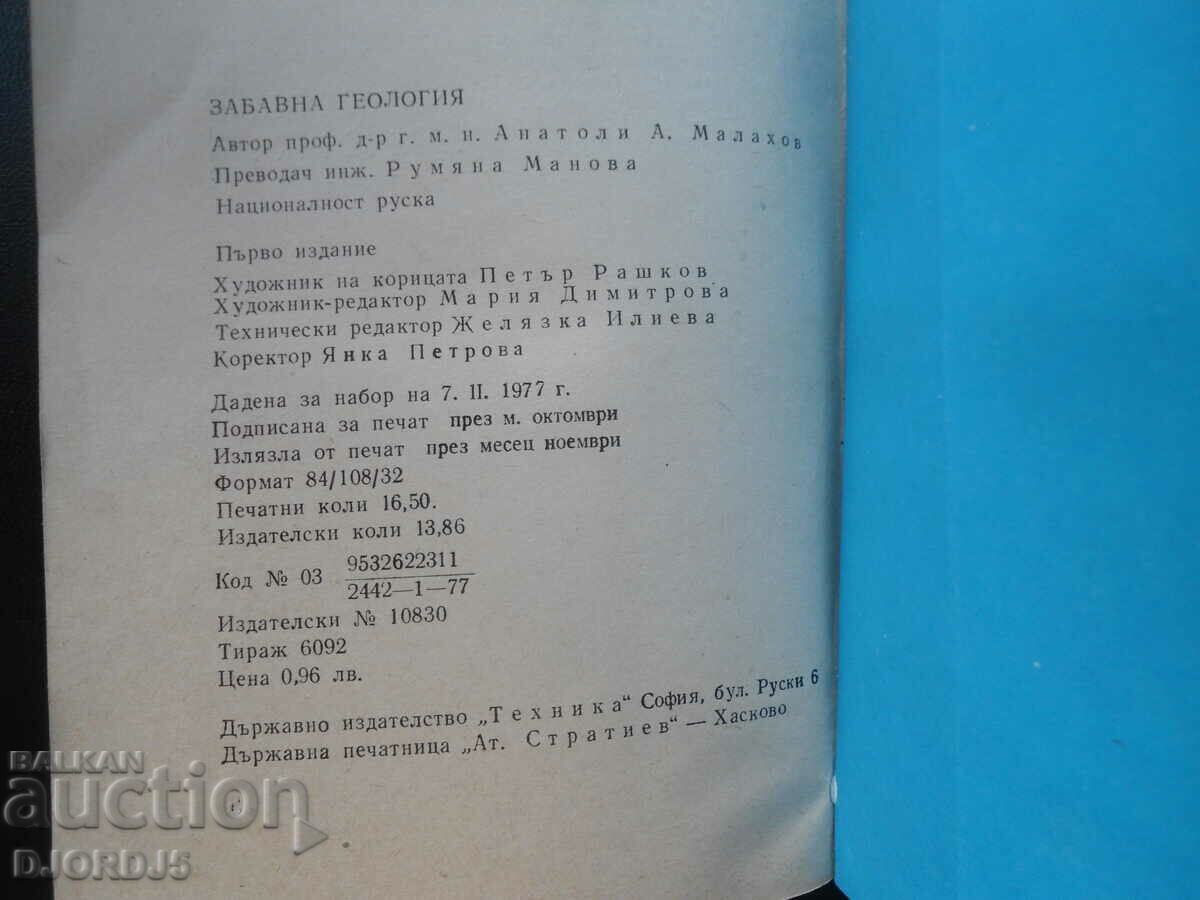 ЗАБАВНА ГЕОЛОГИЯ
Автор проф. д-р г. м. н. Анатоли А. Малахов
Преводач инж. Румяна Манова
Националност руска
Първо издание
Художник на корицата Петър Рашков
Художник-редактор Мария Димитрова
Технически редактор Желязка Илиева
Коректор Янка Петрова
Дадена за набор на 7. II. 1977 г.
Подписана за печат през м. октомври
Излязла от печат през месец ноември
Формат 84/108/32
Печатни коли 16,50.
Издателски коли 13,86
Код № 03 9532622311
2442—1—77
Издателски № 10830
Тираж 6092
Цена 0,96 лв.
Държавно издателство „Техника“ София, бул. Руски 6
Държавна печатница „Ат. Стратиев“ — Хасково
BALKAN
auction
DJORDJ5